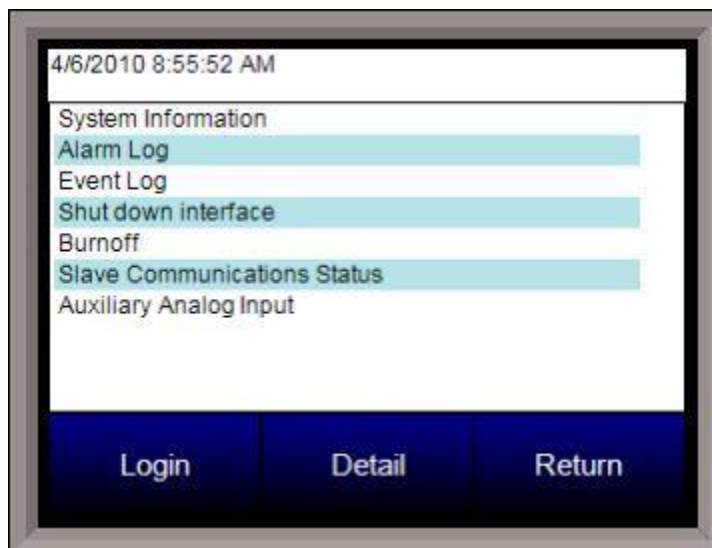 4/6/2010 8:55:52 AM
System Information
Alarm Log
Event Log
Shut down interface
Burnoff
Slave Communications Status
Auxiliary Analog Input
Login Detail Return